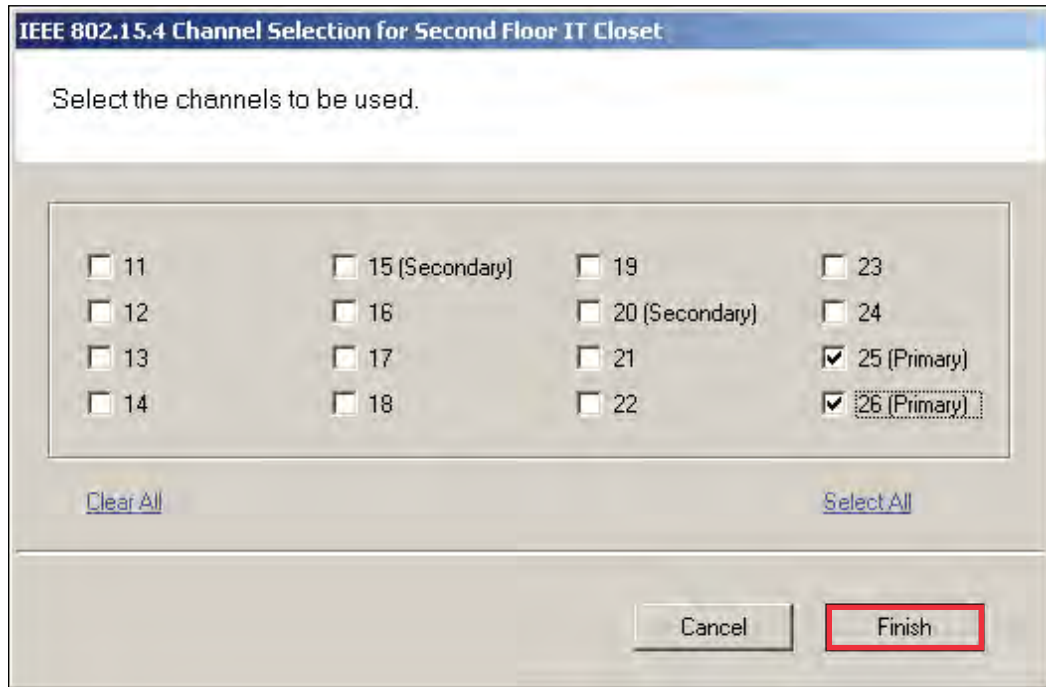 IEEE 802.15.4 Channel Selection for Second Floor IT Closet
Select the channels to be used.
11
15 (Secondary)
19
23
12
16
20 (Secondary)
24
13
17
21
25 (Primary)
14
18
22
26 (Primary)
Clear All
Select All
Cancel
Finish